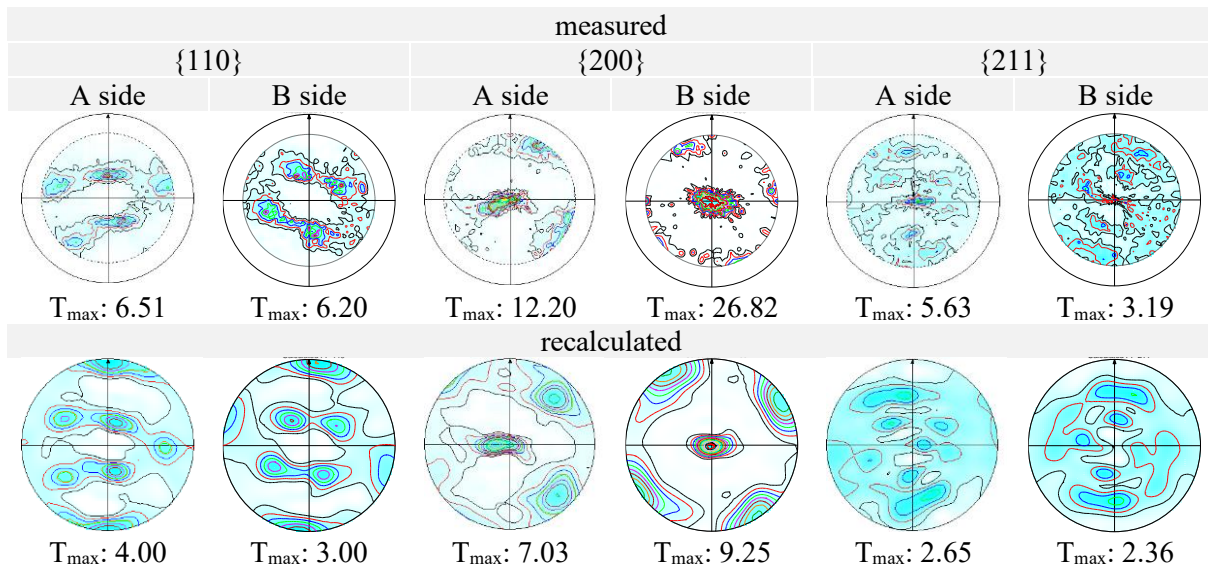 measured
{110} {200} {211}
A side B side A side B side A side B side
Tmax: 6.51 Tmax: 6.20 Tmax: 12.20 Tmax: 26.82 Tmax: 5.63 Tmax: 3.19
recalculated
Tmax: 4.00 Tmax: 3.00 Tmax: 7.03 Tmax: 9.25 Tmax: 2.65 Tmax: 2.36